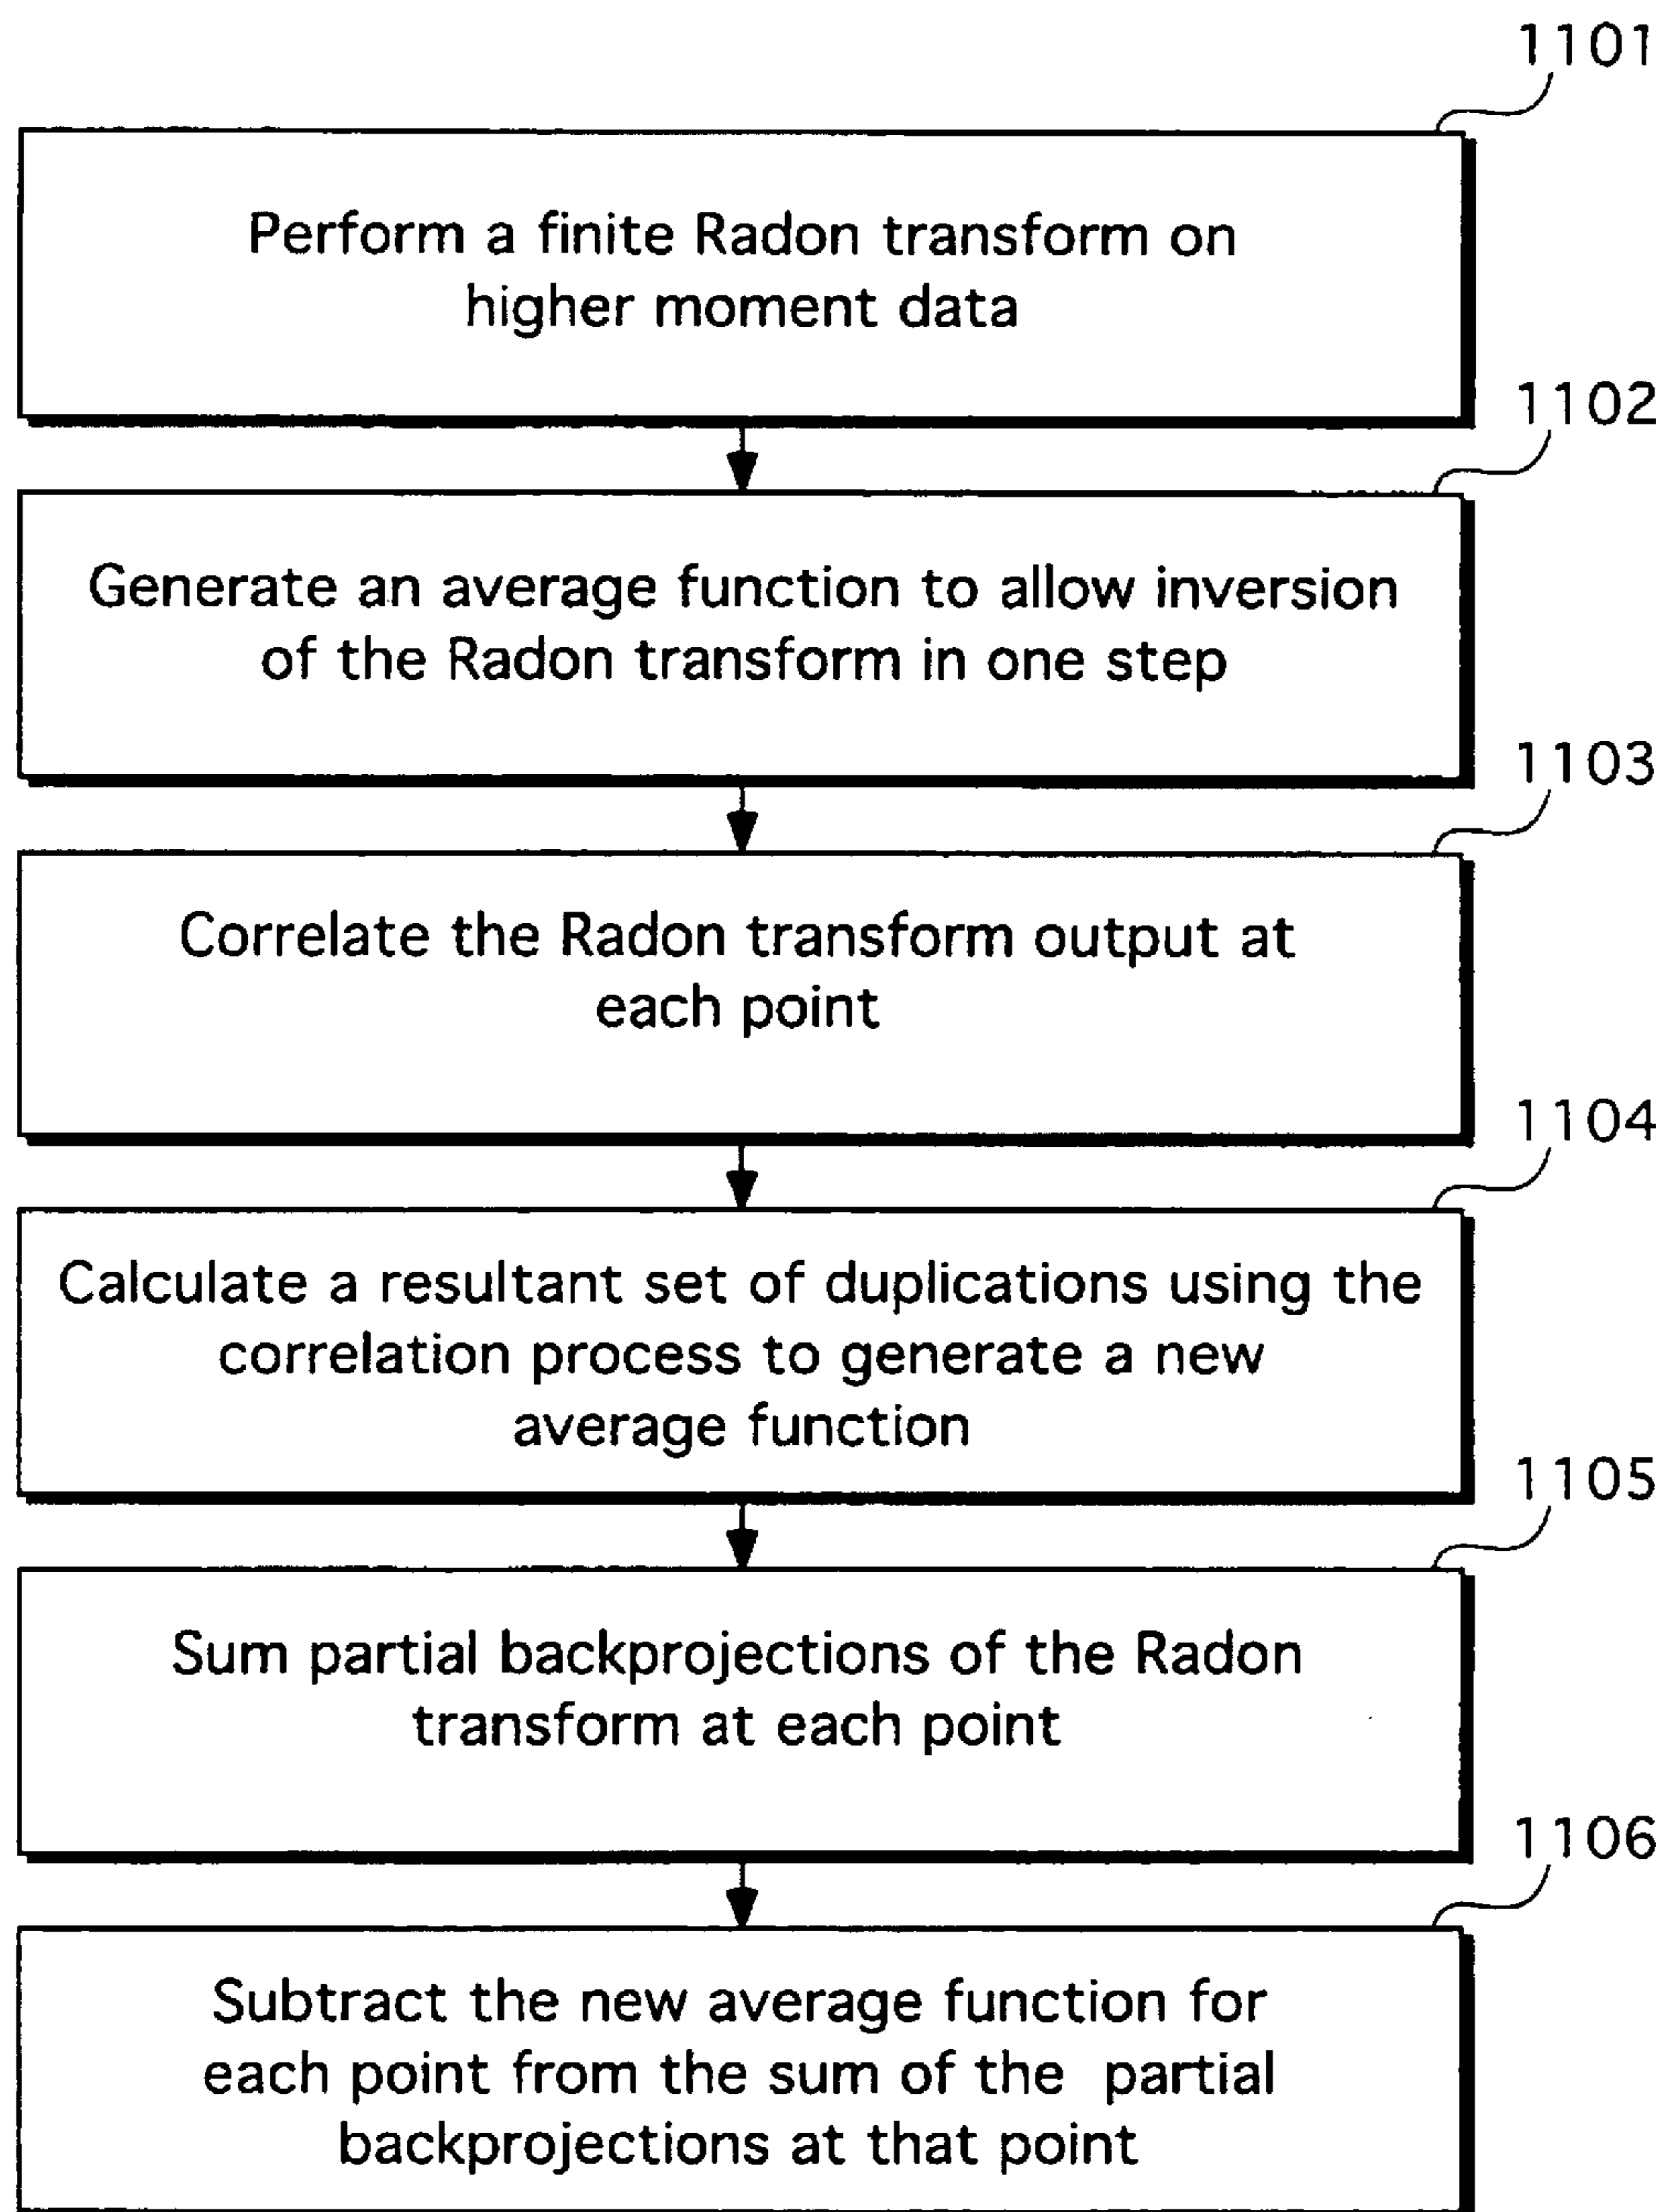 1101
Perform a finite Radon transform on
higher moment data
1102
Generate an average function to allow inversion
of the Radon transform in one step
1103
Correlate the Radon transform output at
each point
1104
Calculate a resultant set of duplications using the
correlation process to generate a new
average function
1105
Sum partial backprojections of the Radon
transform at each point
1106
Subtract the new average function for
each point from the sum of the partial
backprojections at that point